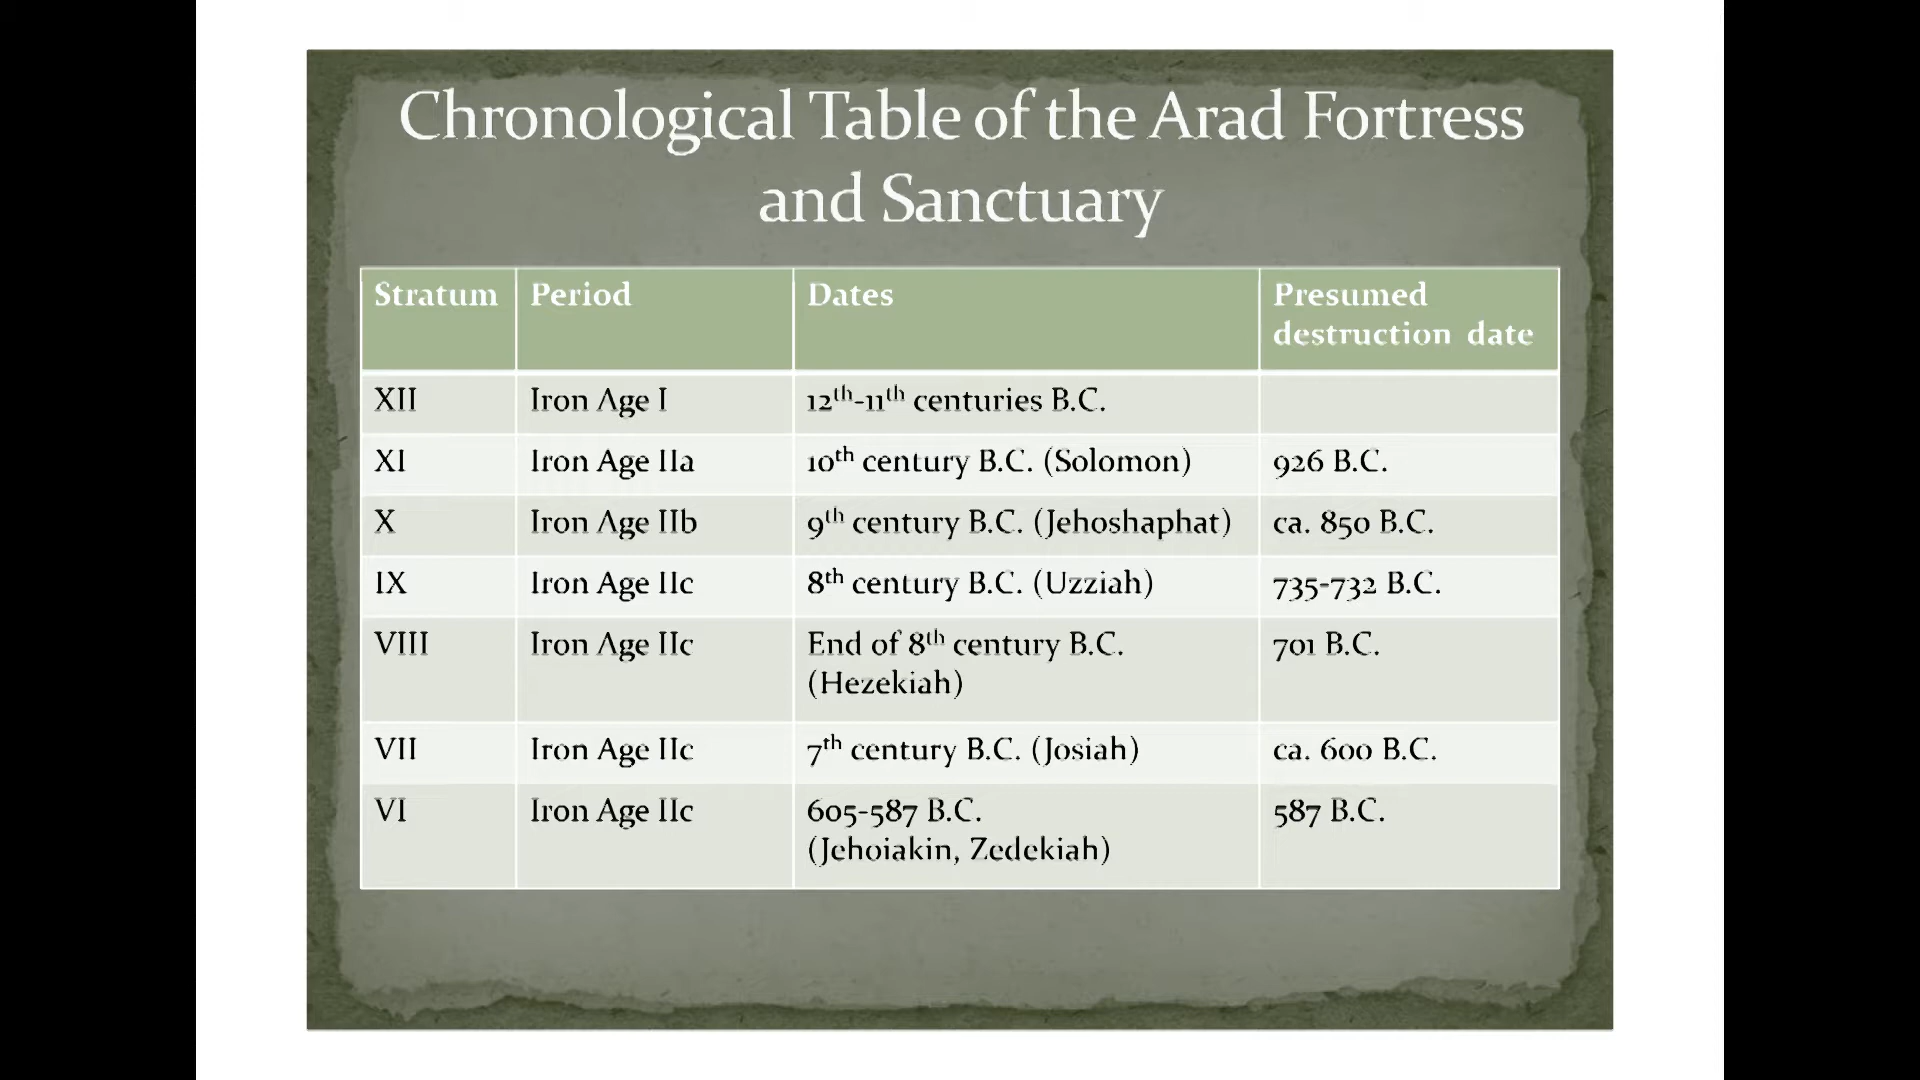 Chronological Table of the Arad Fortress
and Sanctuary
Stratum Period Dates Presumed
destruction date
XII Iron Age I 12th-11th centuries B.C.
XI Iron Age IIa 10th century B.C. (Solomon) 926 B.C.
X Iron Age IIb 9th century B.C. (Jehoshaphat) ca. 850 B.C.
IX Iron Age IIc 8th century B.C. (Uzziah) 735-732 B.C.
VIII Iron Age IIc End of 8th century B.C. 701 B.C.
(Hezekiah)
VII Iron Age IIc 7th century B.C. (Josiah) ca. 600 B.C.
VI Iron Age IIc 605-587 B.C. 587 B.C.
(Jehoiakin, Zedekiah)